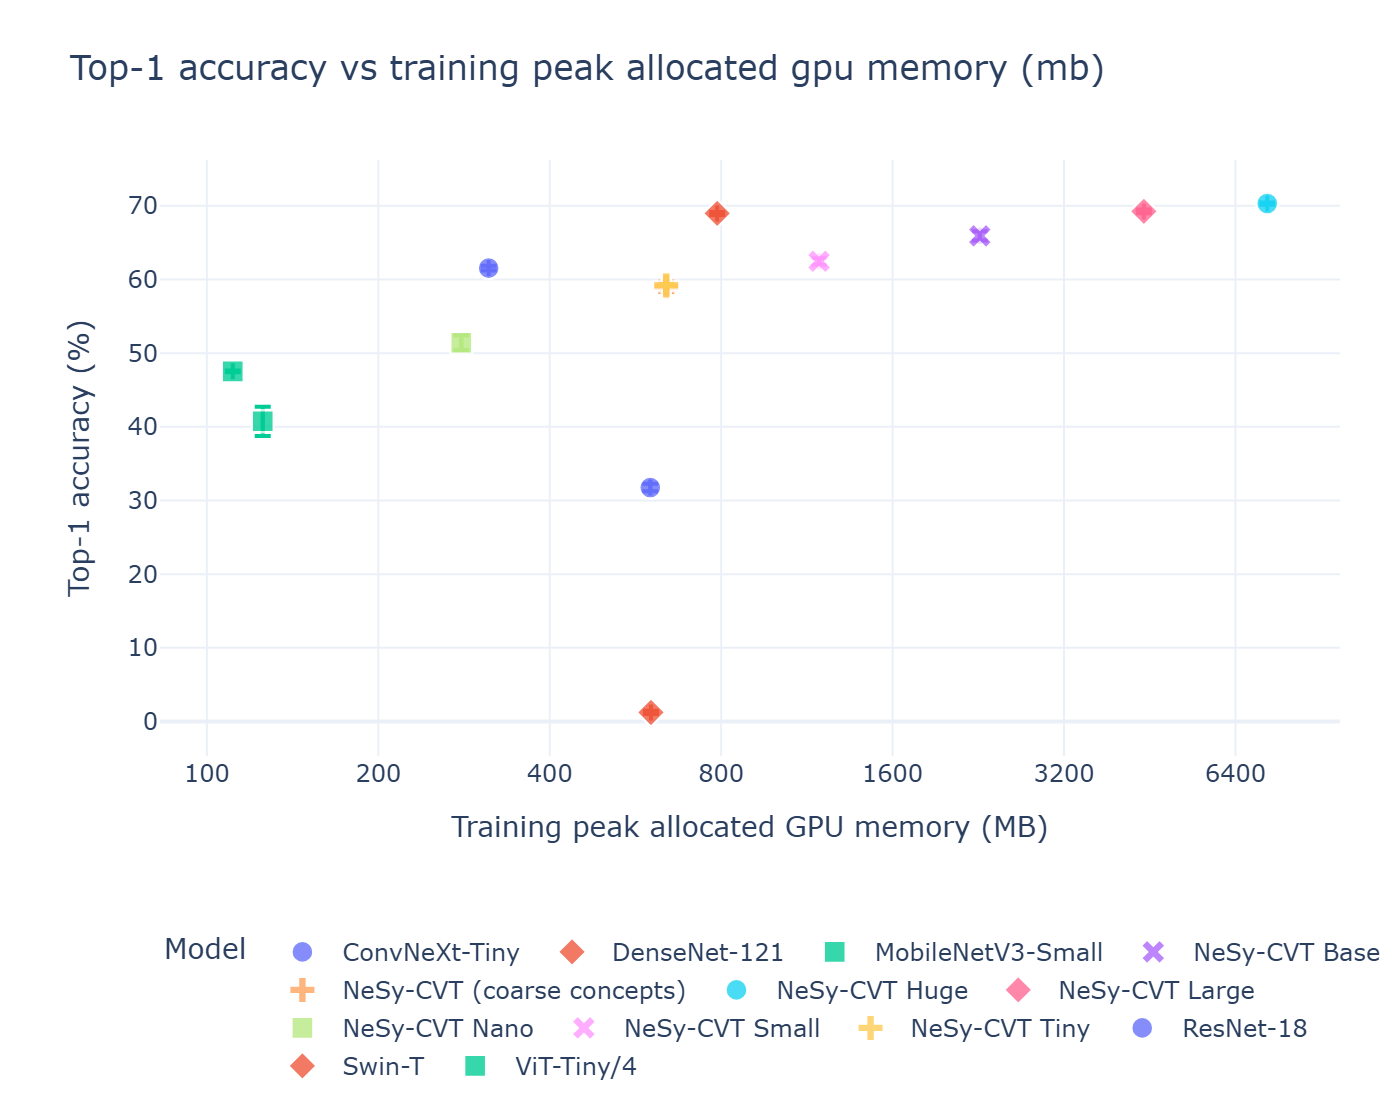 Top-1 accuracy vs training peak allocated gpu memory (mb)
70
60
50
40
30
20
10
0
Top-1 accuracy (%)
100 200 400 800 1600 3200 6400
Training peak allocated GPU memory (MB)
Model ConvNeXt-Tiny DenseNet-121 MobileNetV3-Small NeSy-CVT Base
NeSy-CVT (coarse concepts) NeSy-CVT Huge NeSy-CVT Large
NeSy-CVT Nano NeSy-CVT Small NeSy-CVT Tiny ResNet-18
Swin-T ViT-Tiny/4